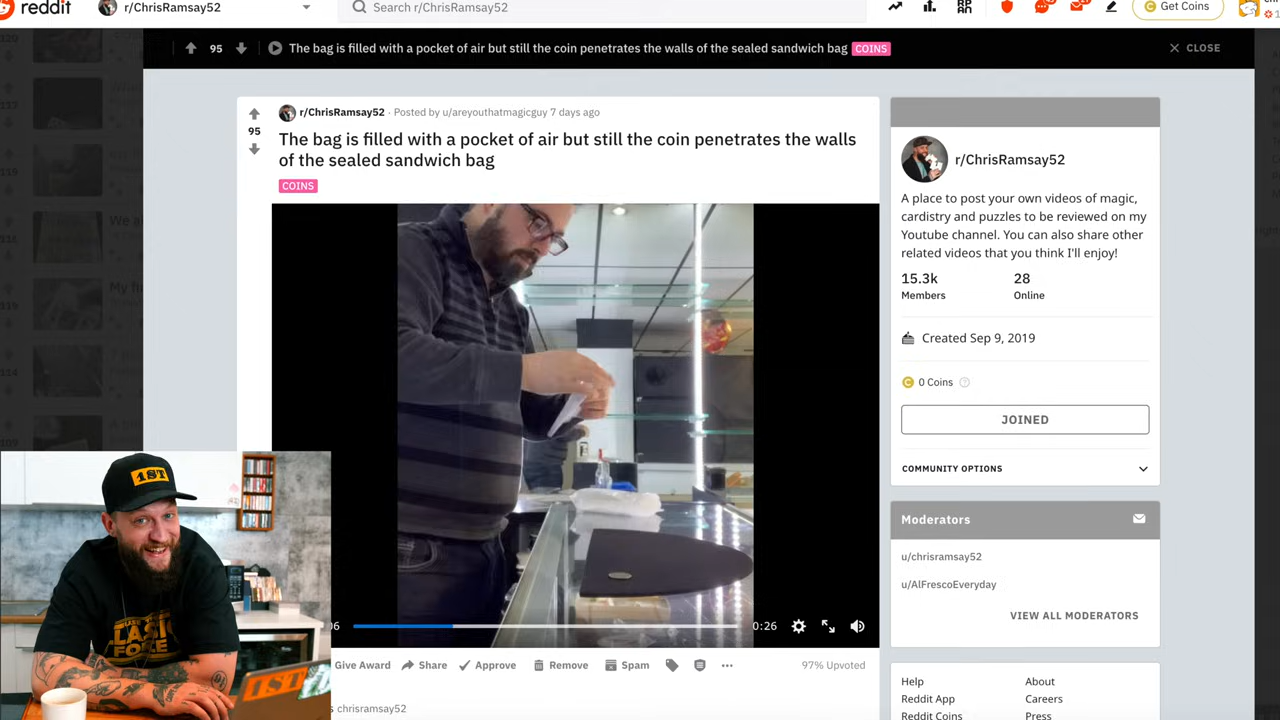 reddit
r/ChrisRamsay52
Search r/ChrisRamsay52
Get Coins
95
The bag is filled with a pocket of air but still the coin penetrates the walls of the sealed sandwich bag COINS
CLOSE
We a
My fi
r/ChrisRamsay52 · Posted by u/areyouthatmagicguy 7 days ago
95
The bag is filled with a pocket of air but still the coin penetrates the walls
of the sealed sandwich bag
COINS
0:26
Give Award
Share
Approve
Remove
Spam
97% Upvoted
chrisramsay52
r/ChrisRamsay52
A place to post your own videos of magic,
cardistry and puzzles to be reviewed on my
Youtube channel. You can also share other
related videos that you think I'll enjoy!
15.3k 28
Members Online
Created Sep 9, 2019
0 Coins
JOINED
COMMUNITY OPTIONS
Moderators
u/chrisramsay52
u/AlFrescoEveryday
VIEW ALL MODERATORS
Help About
Reddit App Careers
Reddit Coins Press
1ST
CLASIC
FORCE
1ST